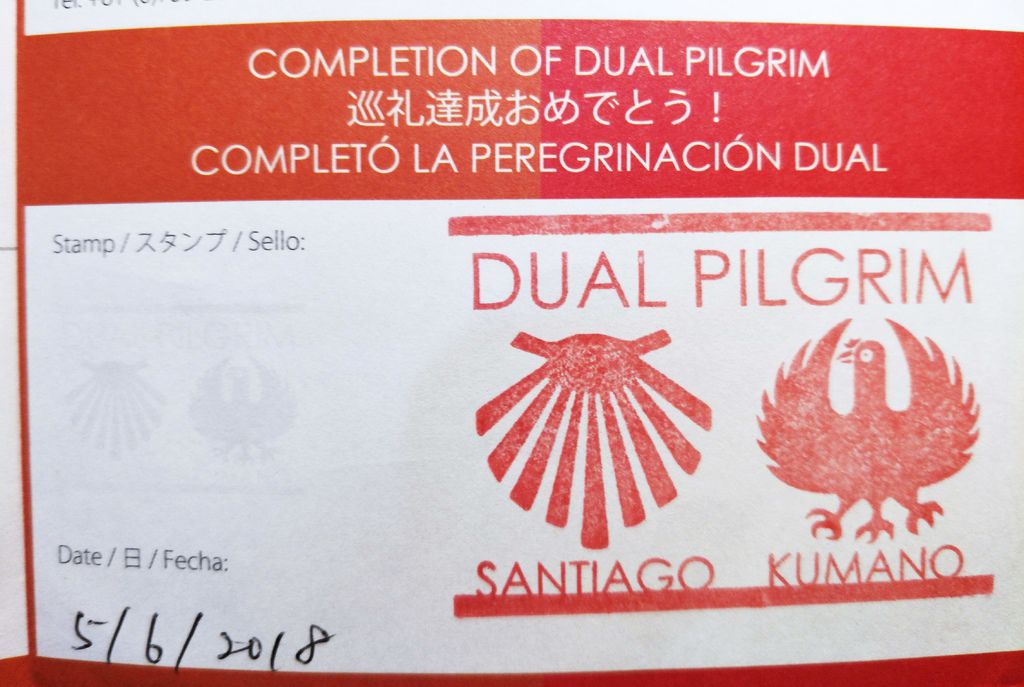 COMPLETION OF DUAL PILGRIM
巡礼達成おめでとう！
COMPLETÓ LA PEREGRINACIÓN DUAL
Stamp / スタンプ / Sello:
DUAL PILGRIM
SANTIAGO KUMANO
Date / 日 / Fecha:
5/6/2018